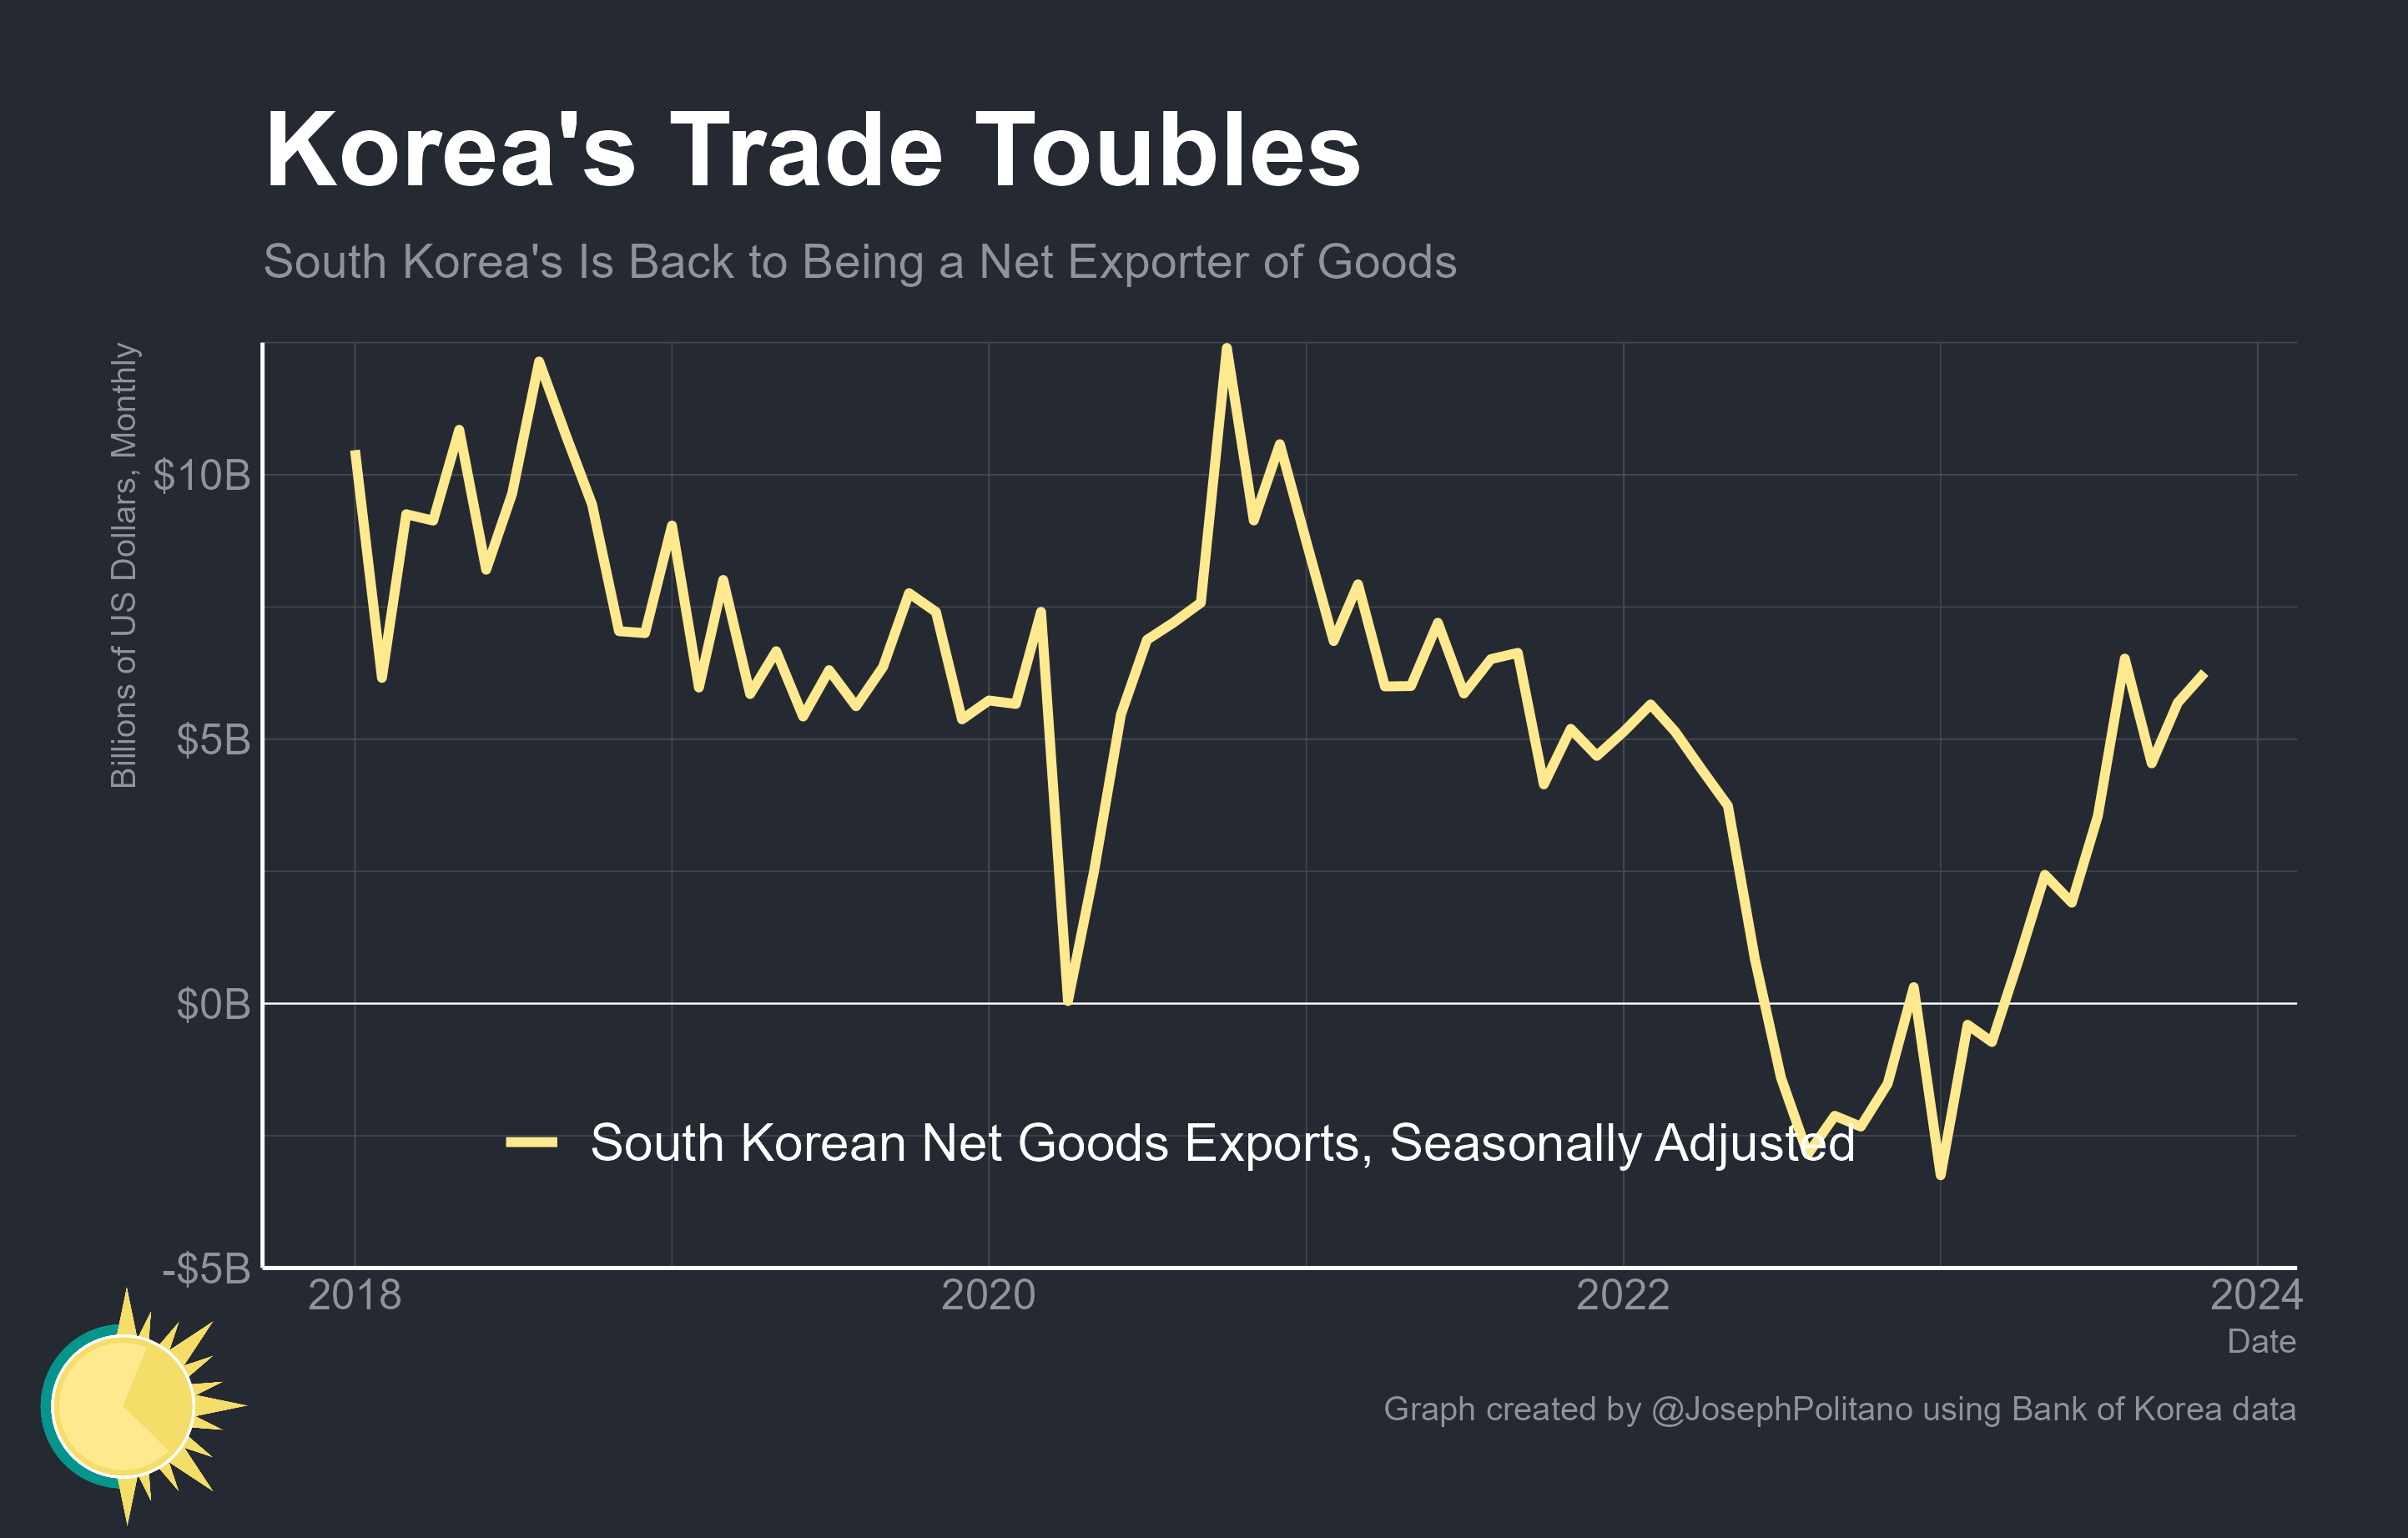 Korea's Trade Toubles
South Korea's Is Back to Being a Net Exporter of Goods
Billions of US Dollars, Monthly
$10B
$5B
$0B
-$5B
South Korean Net Goods Exports, Seasonally Adjusted
2018
2020
2022
2024
Date
Graph created by @JosephPolitano using Bank of Korea data